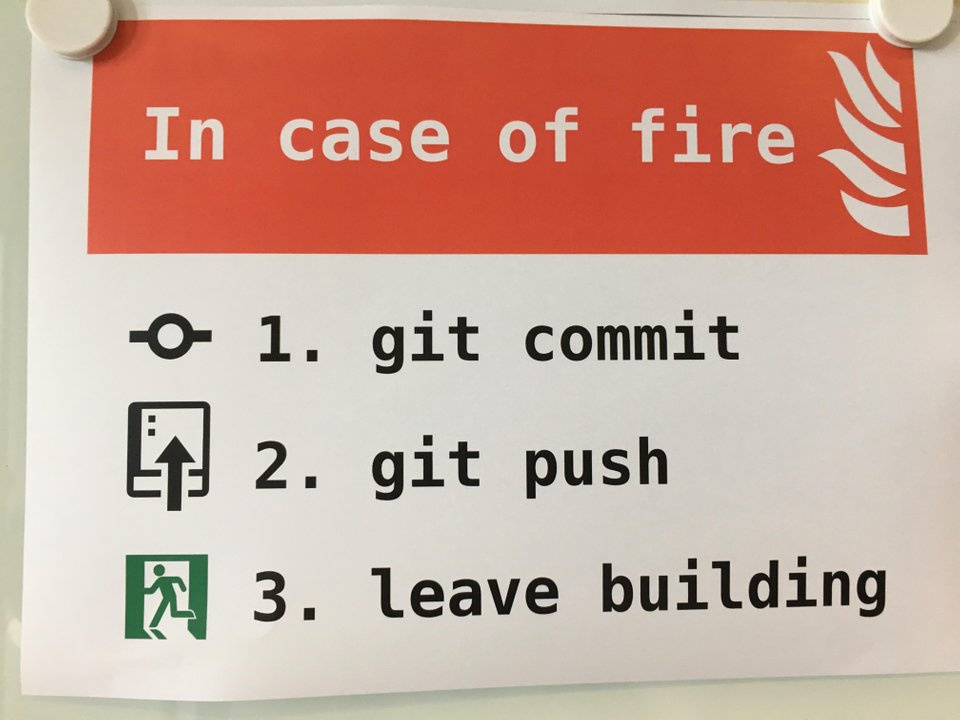 In case of fire
1. git commit
2. git push
3. leave building